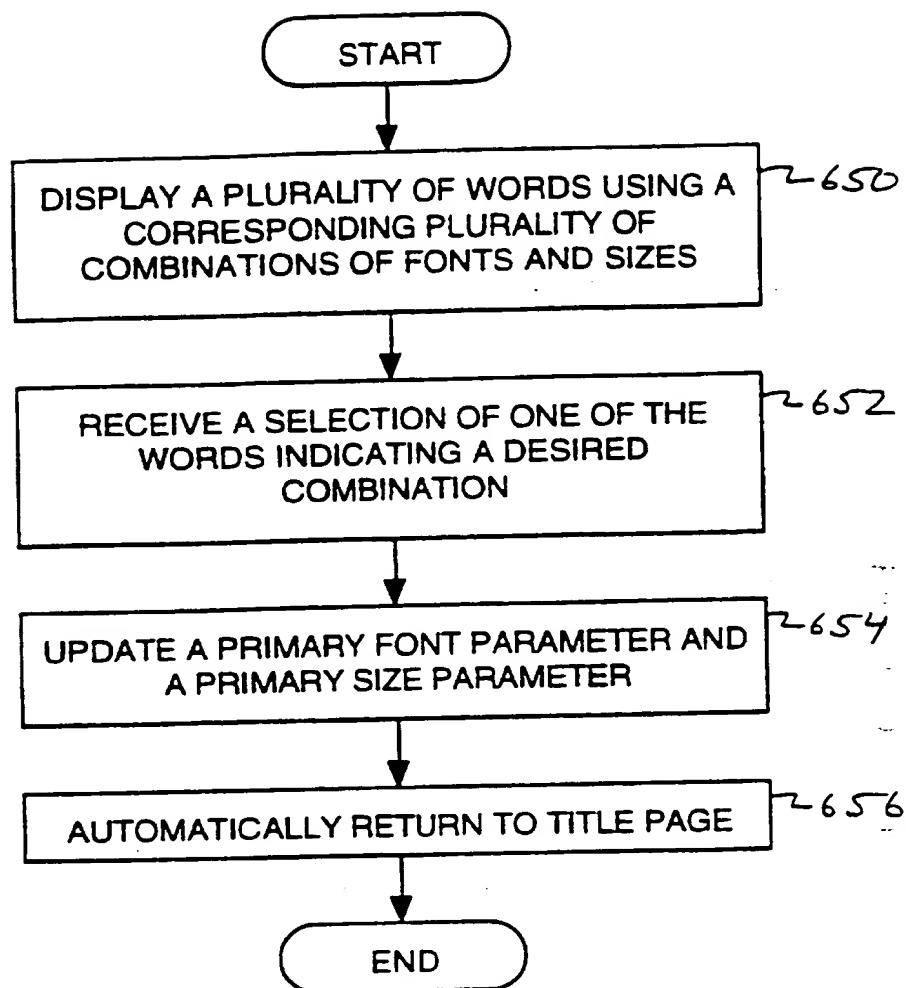 START
DISPLAY A PLURALITY OF WORDS USING A
CORRESPONDING PLURALITY OF
COMBINATIONS OF FONTS AND SIZES
650
RECEIVE A SELECTION OF ONE OF THE
WORDS INDICATING A DESIRED
COMBINATION
652
UPDATE A PRIMARY FONT PARAMETER AND
A PRIMARY SIZE PARAMETER
654
AUTOMATICALLY RETURN TO TITLE PAGE
656
END